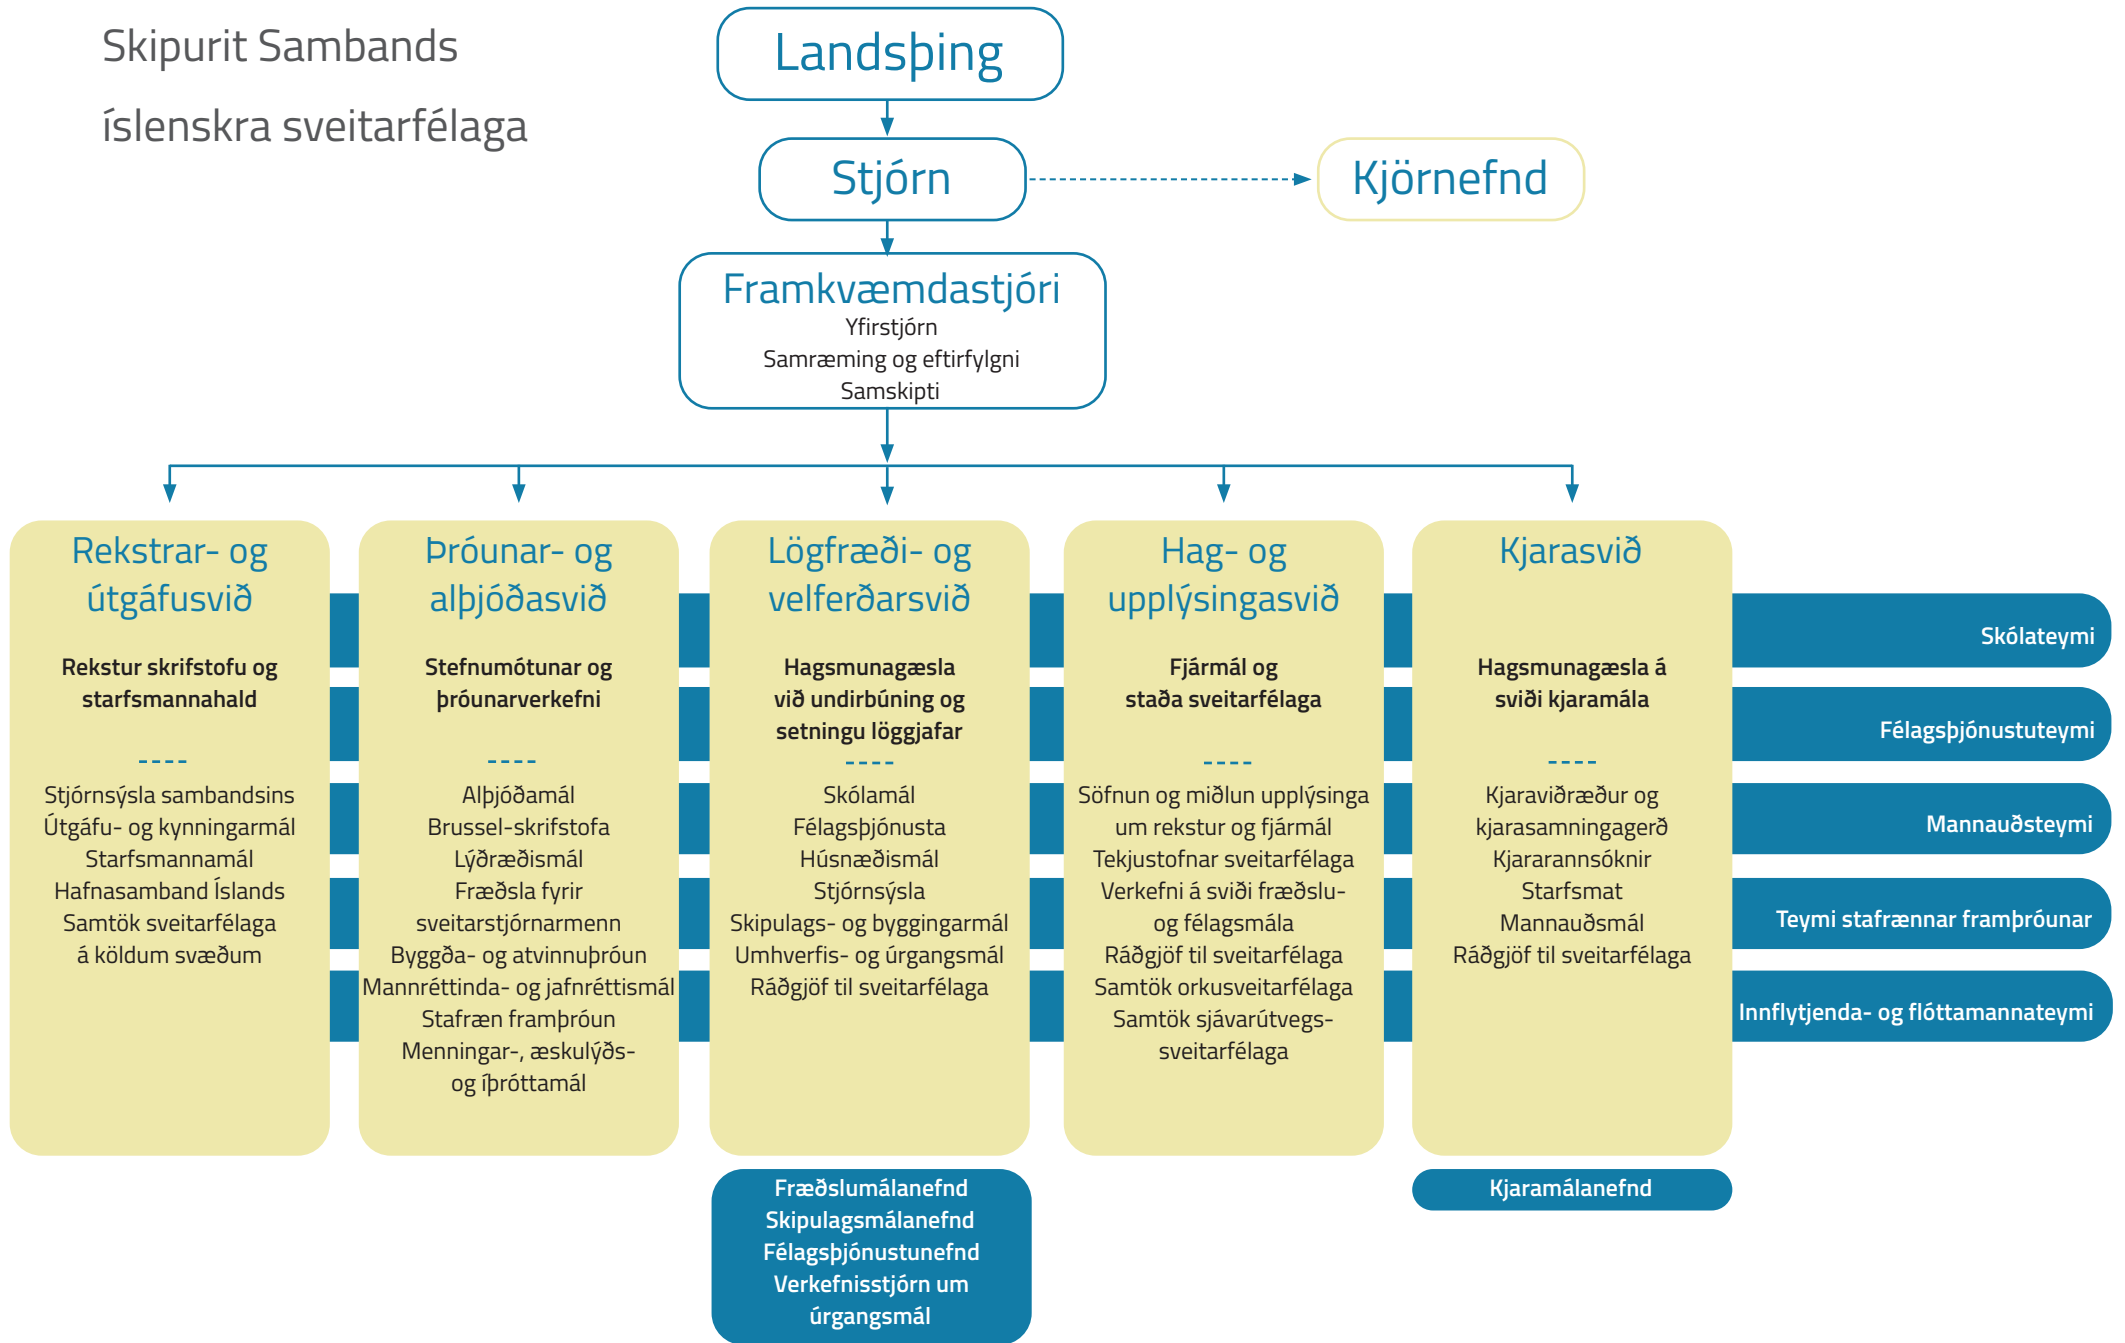 Skipurit Sambands
íslenskra sveitarfélaga
Landsþing
Stjórn
Kjörnefnd
Framkvæmdastjóri
Yfirstjórn
Samræming og eftirfylgni
Samskipti
Rekstrar- og
útgáfusvið
Rekstur skrifstofu og
starfsmannahald
Stjórnsýsla sambandsins
Útgáfu- og kynningarmál
Starfsmannamál
Hafnasamband Íslands
Samtök sveitarfélaga
á köldum svæðum
Þróunar- og
alþjóðasvið
Stefnumótunar og
þróunarverkefni
Alþjóðamál
Brussel-skrifstofa
Lýðræðismál
Fræðsla fyrir
sveitarstjórnarmenn
Byggða- og atvinnuþróun
Mannréttinda- og jafnréttismál
Stafræn framþróun
Menningar-, æskulýðs-
og íþróttamál
Lögfræði- og
velferðarsvið
Hagsmunagæsla
við undirbúning og
setningu löggjafar
Skólamál
Félagsþjónusta
Húsnæðismál
Stjórnsýsla
Skipulags- og byggingarmál
Umhverfis- og úrgangsmál
Ráðgjöf til sveitarfélaga
Hag- og
upplýsingasvið
Fjármál og
staða sveitarfélaga
Söfnun og miðlun upplýsinga
um rekstur og fjármál
Tekjustofnar sveitarfélaga
Verkefni á sviði fræðslu-
og félagsmála
Ráðgjöf til sveitarfélaga
Samtök orkusveitarfélaga
Samtök sjávarútvegs-
sveitarfélaga
Kjarasvið
Hagsmunagæsla á
sviði kjaramála
Kjaraviðræður og
kjarasamningagerð
Kjararannsóknir
Starfsmat
Mannauðsmál
Ráðgjöf til sveitarfélaga
Skólateymi
Félagsþjónustuteymi
Mannauðsteymi
Teymi stafrænnar framþróunar
Innflytjenda- og flóttamannateymi
Fræðslumálanefnd
Skipulagsmálanefnd
Félagsþjónustunefnd
Verkefnisstjórn um
úrgangsmál
Kjaramálanefnd